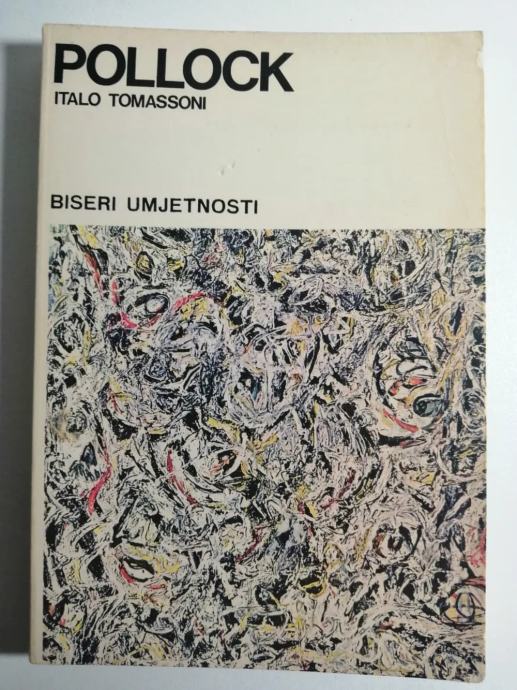 POLLOCK
ITALO TOMASSONI
BISERI UMJETNOSTI